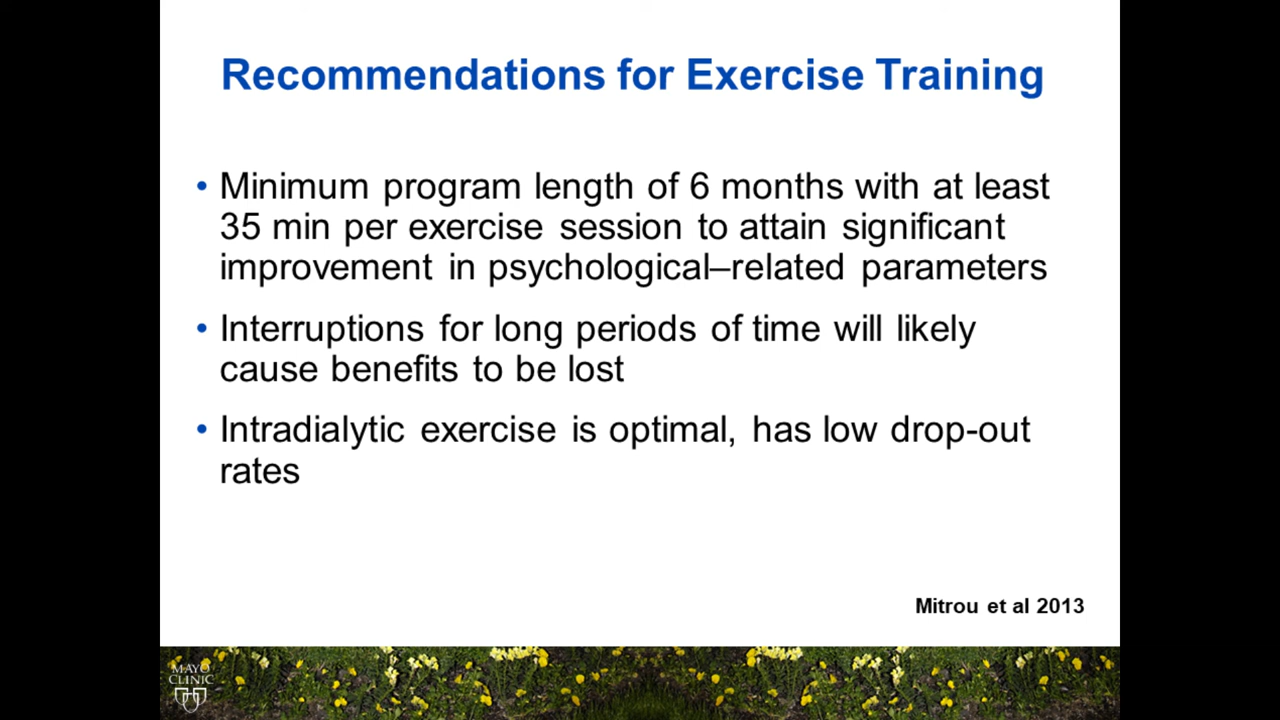 Recommendations for Exercise Training
• Minimum program length of 6 months with at least
35 min per exercise session to attain significant
improvement in psychological–related parameters
• Interruptions for long periods of time will likely
cause benefits to be lost
• Intradialytic exercise is optimal, has low drop-out
rates
Mitrou et al 2013
MAYO
CLINIC